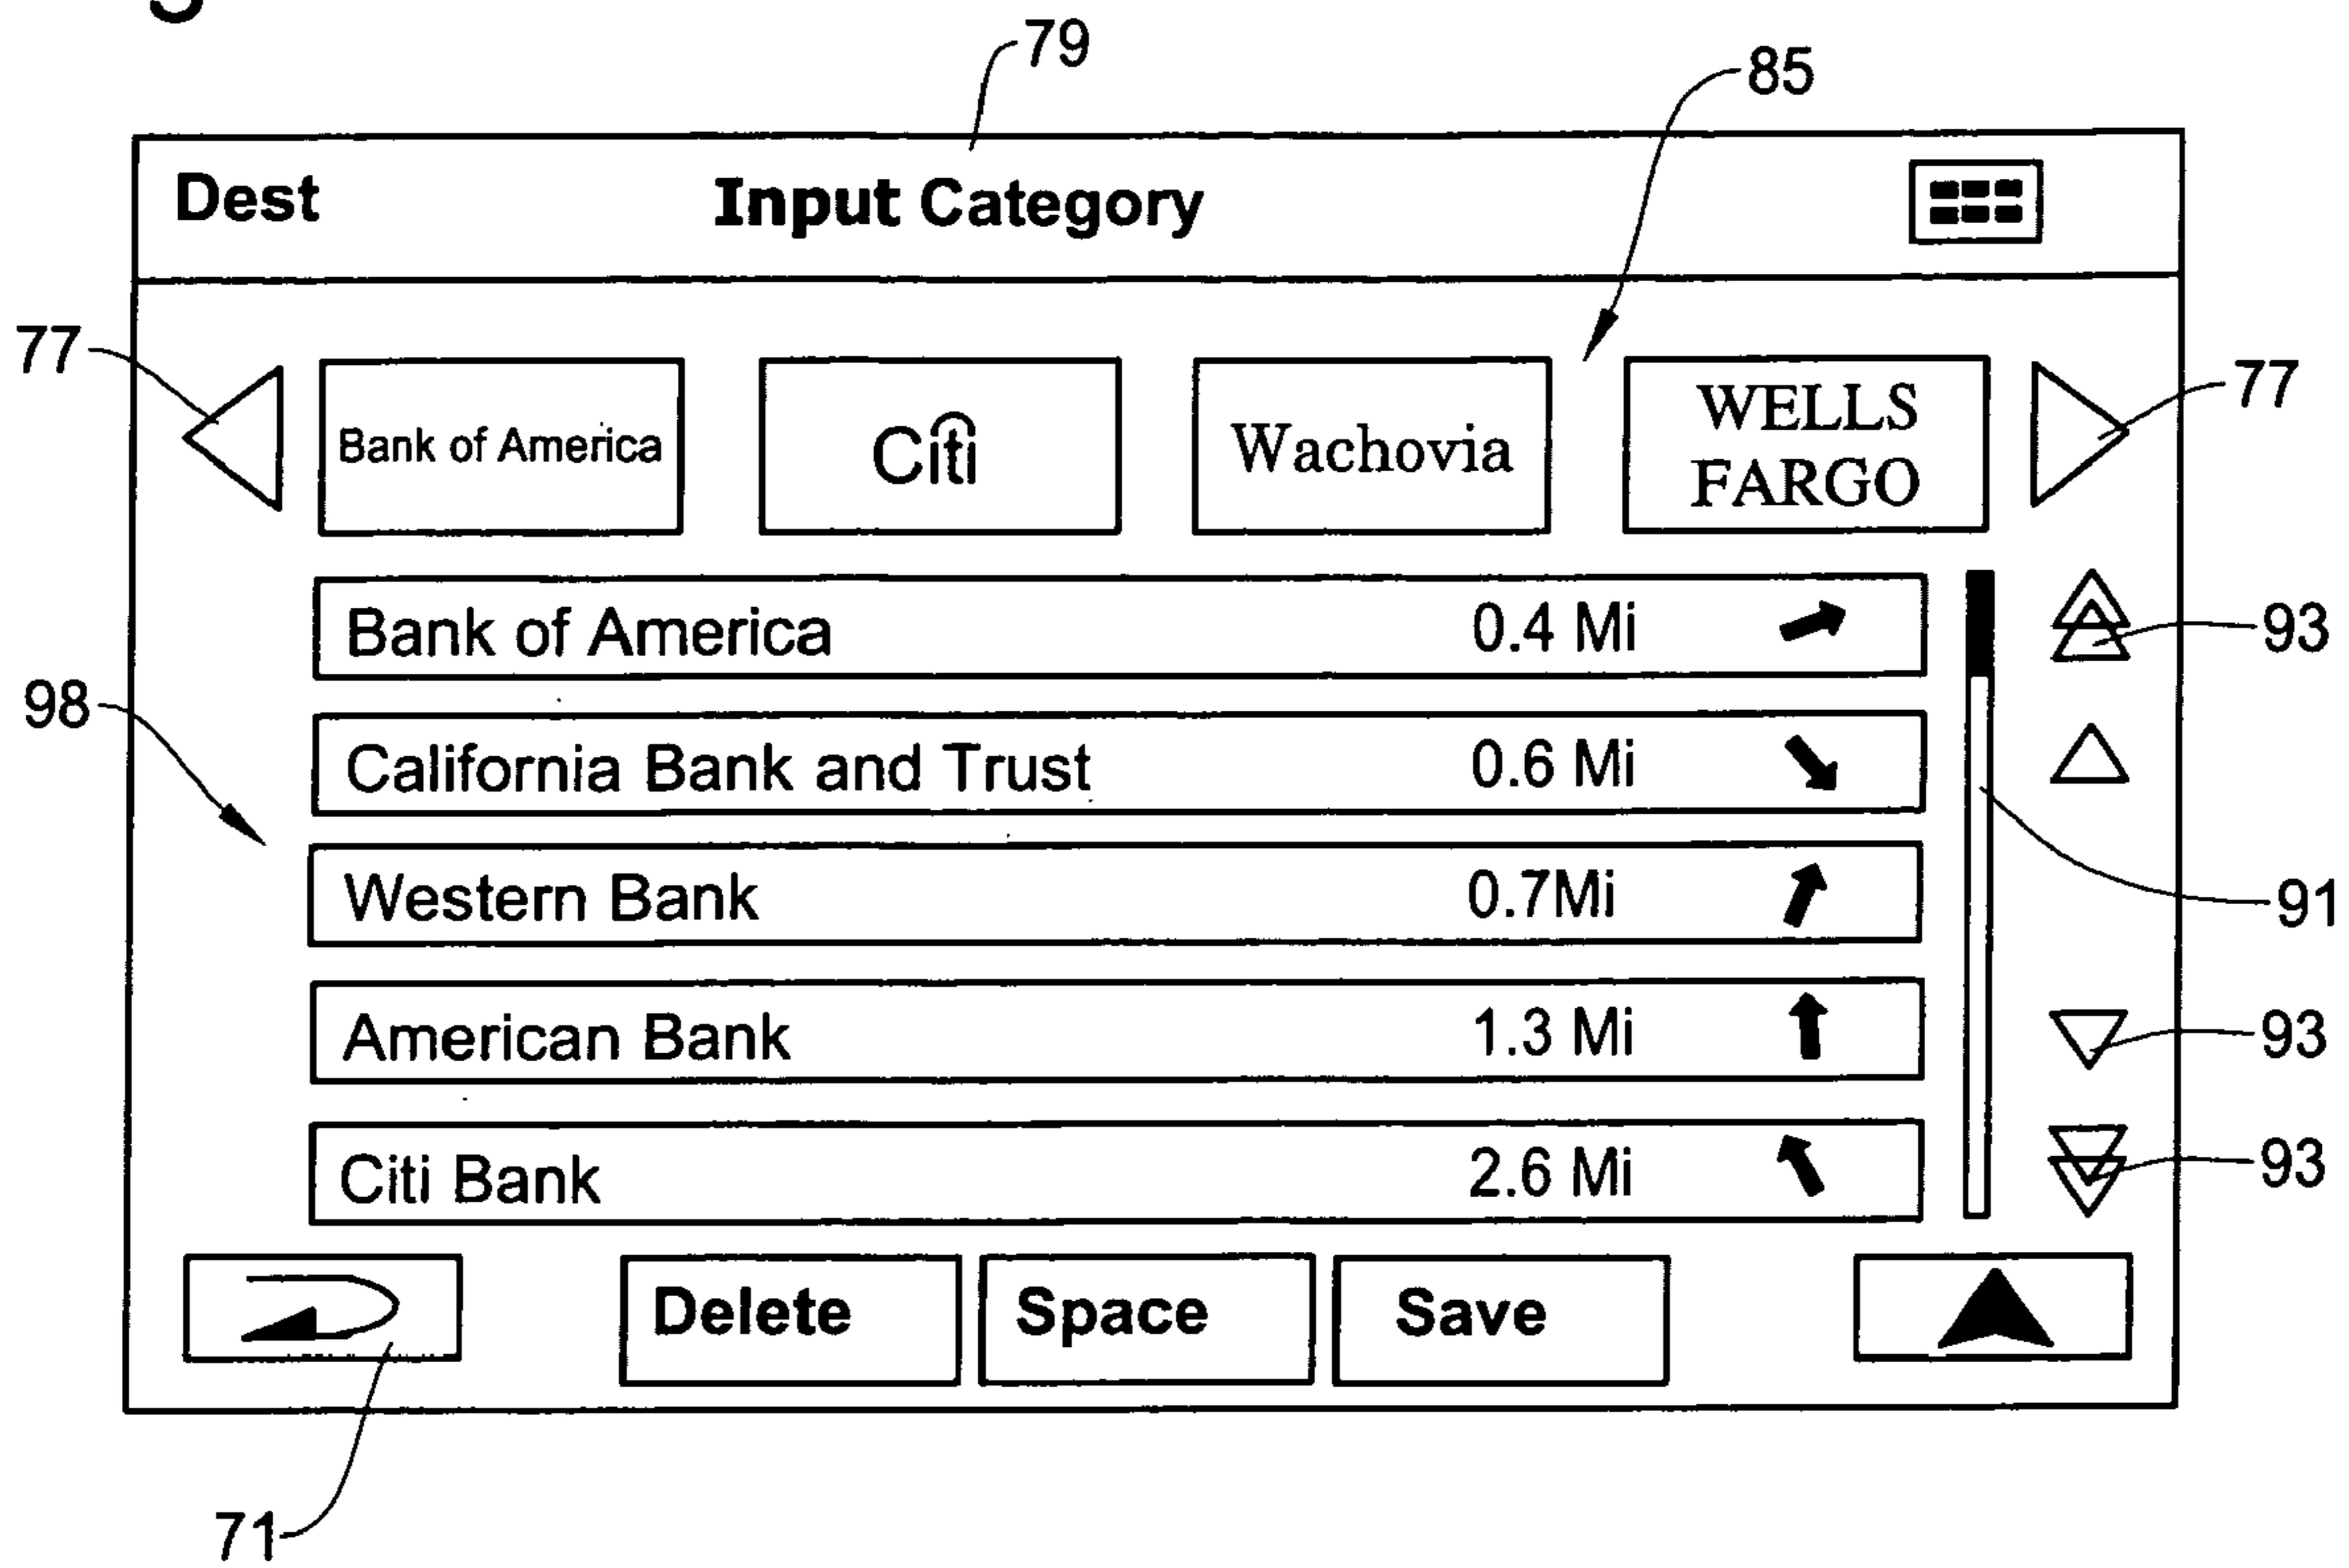 79
85
Dest Input Category
77
77
Bank of America Citi Wachovia WELLS
FARGO
Bank of America 0.4 Mi
93
98
California Bank and Trust 0.6 Mi
Western Bank 0.7Mi
91
American Bank 1.3 Mi
93
Citi Bank 2.6 Mi
93
Delete Space Save
71